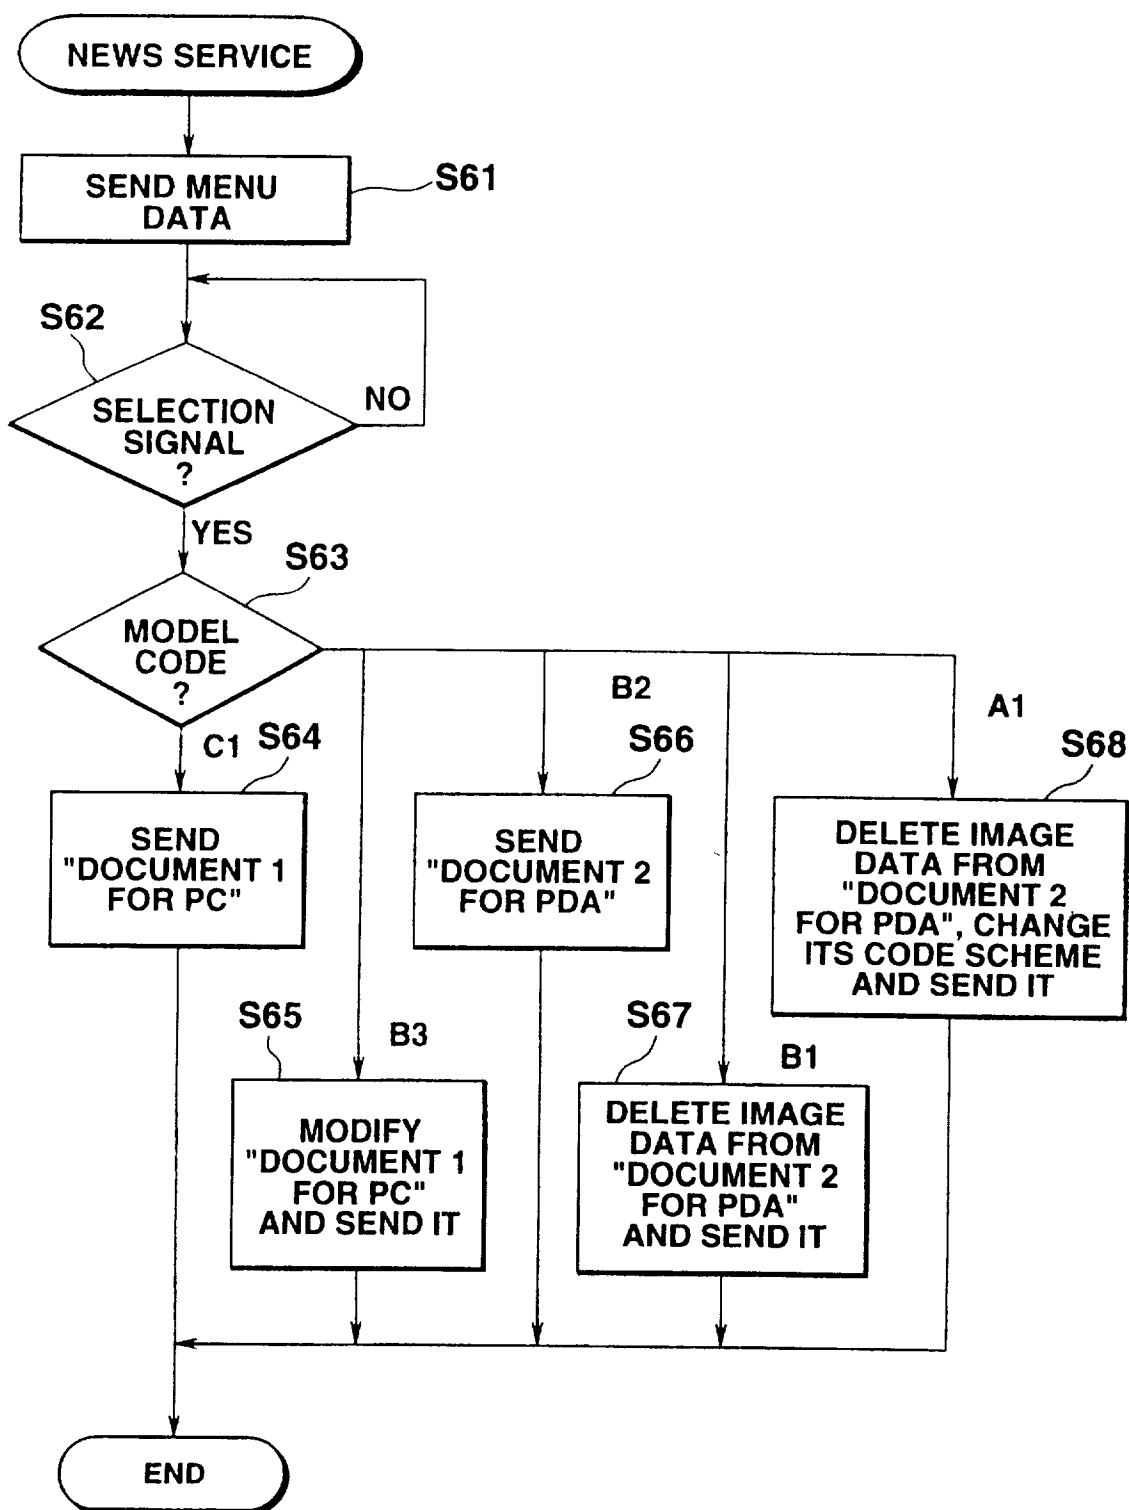 NEWS SERVICE
SEND MENU
DATA
S61
S62
SELECTION
SIGNAL
?
NO
YES
S63
MODEL
CODE
?
C1
S64
SEND
"DOCUMENT 1
FOR PC"
B3
S65
MODIFY
"DOCUMENT 1
FOR PC"
AND SEND IT
B2
S66
SEND
"DOCUMENT 2
FOR PDA"
B1
S67
DELETE IMAGE
DATA FROM
"DOCUMENT 2
FOR PDA"
AND SEND IT
A1
S68
DELETE IMAGE
DATA FROM
"DOCUMENT 2
FOR PDA", CHANGE
ITS CODE SCHEME
AND SEND IT
END